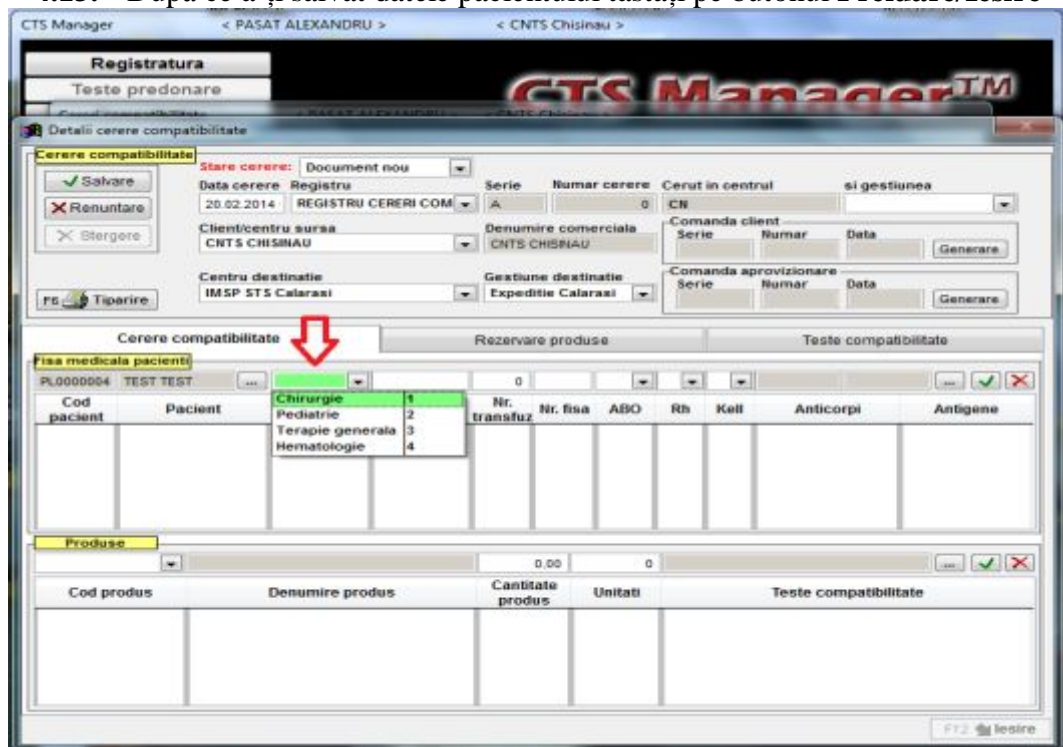 CTS Manager < PASAT ALEXANDRU > < CNTS Chisinau >
Registratura
Teste predonare
CTS Manager™
Detalii cerere compatibilitate
Cerere compatibilitate
Stare cerere: Document nou
Salvare
Data cerere Registru Serie Numar cerere Cerut in centrul si gestiunea
Renuntare 20.02.2014 REGISTRU CERERI COM A 0 CN
Client/centru sursa Denumire comerciala Comanda client
Stergere CNTS CHISINAU CNTS CHISINAU Serie Numar Data Generare
Centru destinatie Gestiune destinatie Comanda aprovizionare
F6 Tiparire IMSP STS Calarasi Expeditie Calarasi Serie Numar Data Generare
Cerere compatibilitate Rezervare produse Teste compatibilitate
Fisa medicala pacienti
PL0000004 TEST TEST ... 0 ...
Cod pacient Pacient Nr. transfuz Nr. fisa ABO Rh Kell Anticorpi Antigene
Chirurgie 1
Pediatrie 2
Terapie generala 3
Hematologie 4
Produse
0.00 0 ...
Cod produs Denumire produs Cantitate produs Unitati Teste compatibilitate
F12 Iesire